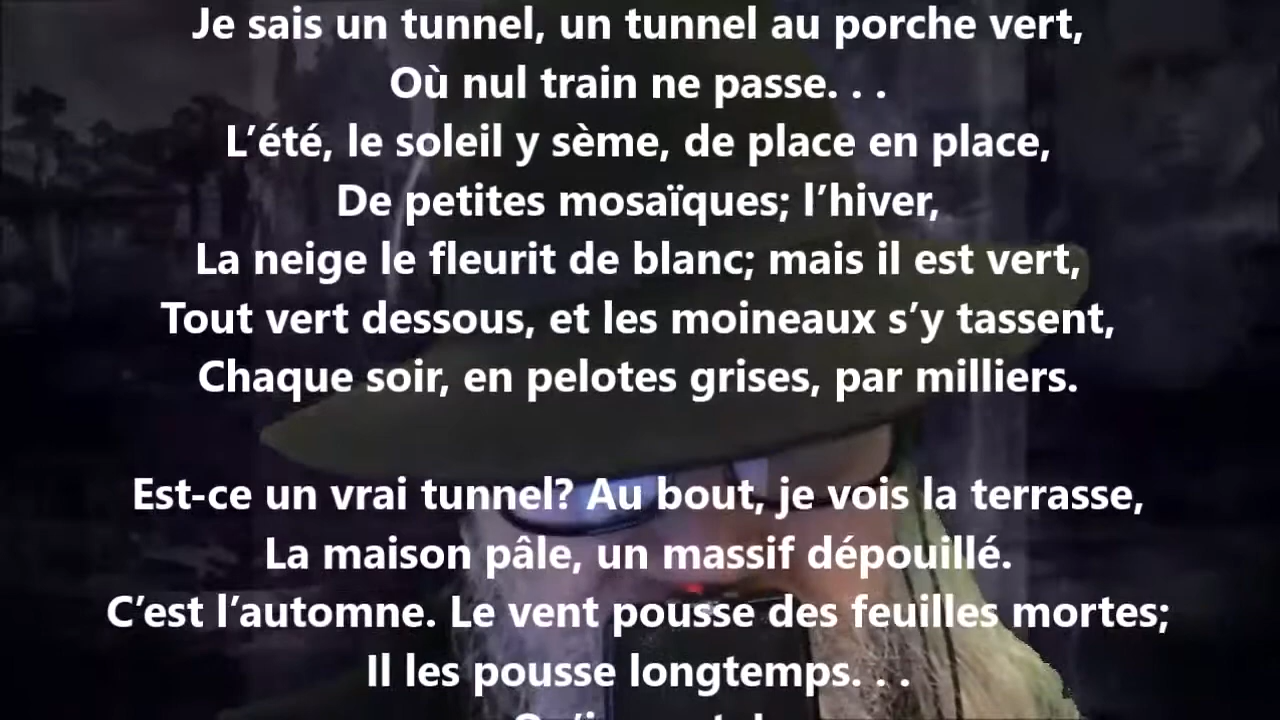 Je sais un tunnel, un tunnel au porche vert,
Où nul train ne passe. . .
L’été, le soleil y sème, de place en place,
De petites mosaïques; l’hiver,
La neige le fleurit de blanc; mais il est vert,
Tout vert dessous, et les moineaux s’y tassent,
Chaque soir, en pelotes grises, par milliers.
Est-ce un vrai tunnel? Au bout, je vois la terrasse,
La maison pâle, un massif dépouillé.
C’est l’automne. Le vent pousse des feuilles mortes;
Il les pousse longtemps. . .